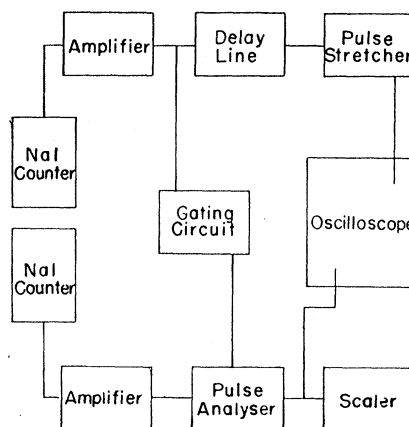 Amplifier
Delay
Line
Pulse
Stretcher
NaI
Counter
Gating
Circuit
Oscilloscope
NaI
Counter
Amplifier
Pulse
Analyser
Scaler